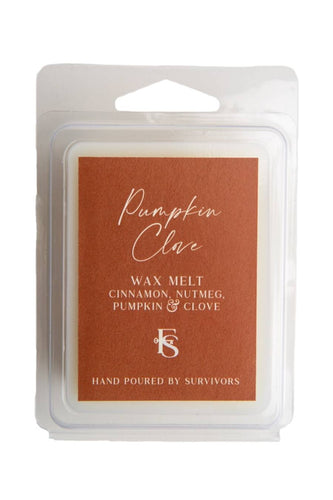 Pumpkin
Clove
WAX MELT
CINNAMON, NUTMEG,
PUMPKIN & CLOVE
FS
HAND POURED BY SURVIVORS